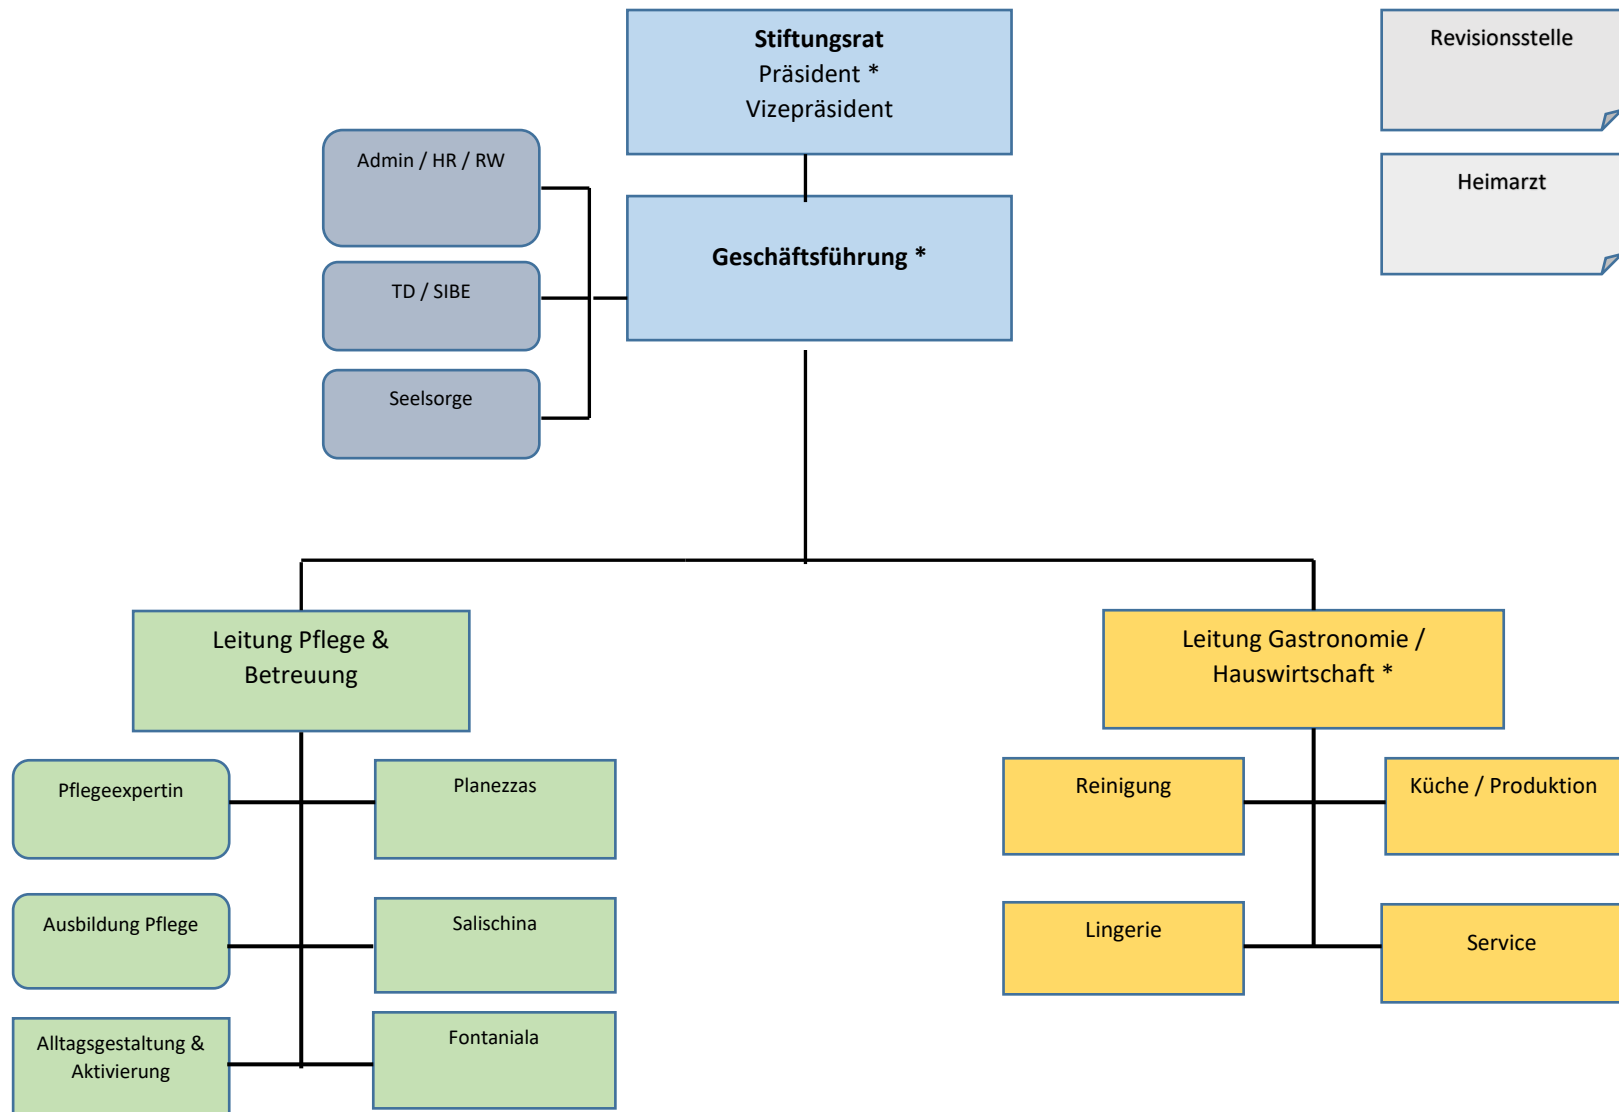 Stiftungsrat
Präsident *
Vizepräsident
Revisionsstelle
Heimarzt
Admin / HR / RW
Geschäftsführung *
TD / SIBE
Seelsorge
Leitung Pflege &
Betreuung
Leitung Gastronomie /
Hauswirtschaft *
Pflegeexpertin
Planezzas
Reinigung
Küche / Produktion
Ausbildung Pflege
Salischina
Lingerie
Service
Alltagsgestaltung &
Aktivierung
Fontaniala